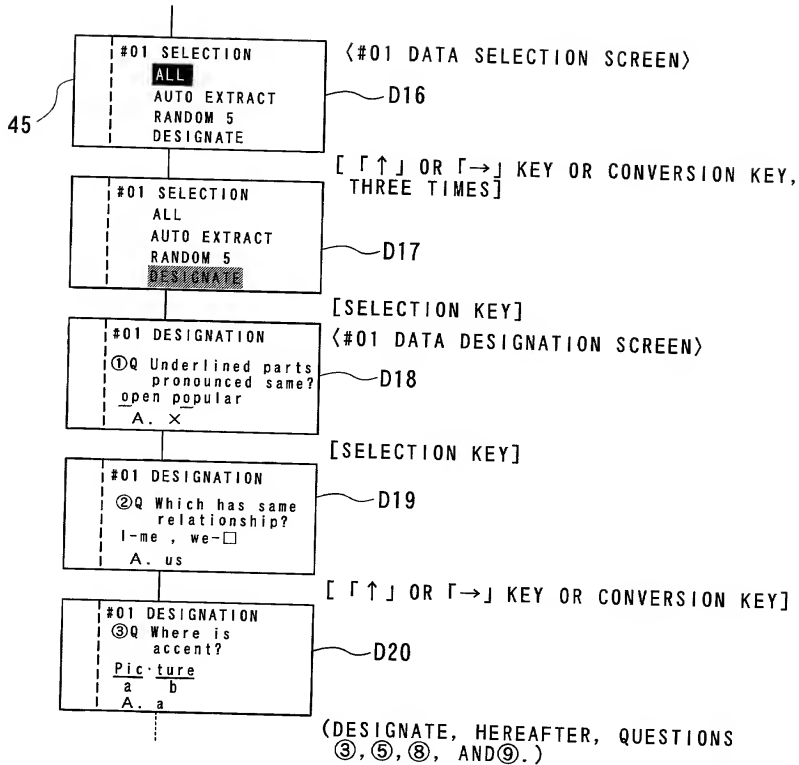 #01 SELECTION
ALL
AUTO EXTRACT
RANDOM 5
DESIGNATE
〈#01 DATA SELECTION SCREEN〉
D16
45
[「↑」 OR 「→」 KEY OR CONVERSION KEY,
THREE TIMES]
#01 SELECTION
ALL
AUTO EXTRACT
RANDOM 5
DESIGNATE
D17
[SELECTION KEY]
#01 DESIGNATION
①Q Underlined parts
pronounced same?
open popular
A. ×
〈#01 DATA DESIGNATION SCREEN〉
D18
[SELECTION KEY]
#01 DESIGNATION
②Q Which has same
relationship?
I-me , we-□
A. us
D19
[「↑」 OR 「→」 KEY OR CONVERSION KEY]
#01 DESIGNATION
③Q Where is
accent?
Pic·ture
a b
A. a
D20
(DESIGNATE, HEREAFTER, QUESTIONS
③,⑤,⑧, AND⑨.)